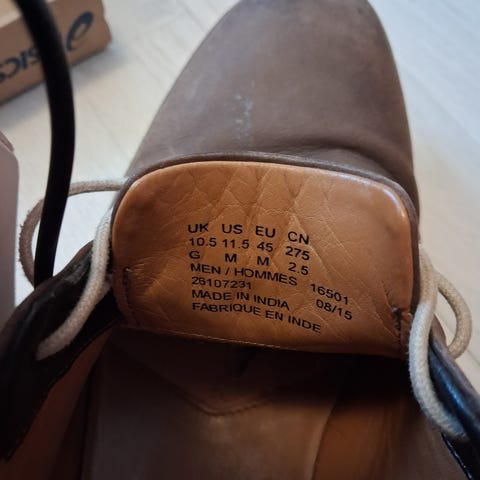 ASICS
UK US EU CN
10.5 11.5 45 275
G M M 2.5
MEN / HOMMES 16501
26107231 08/15
MADE IN INDIA
FABRIQUE EN INDE